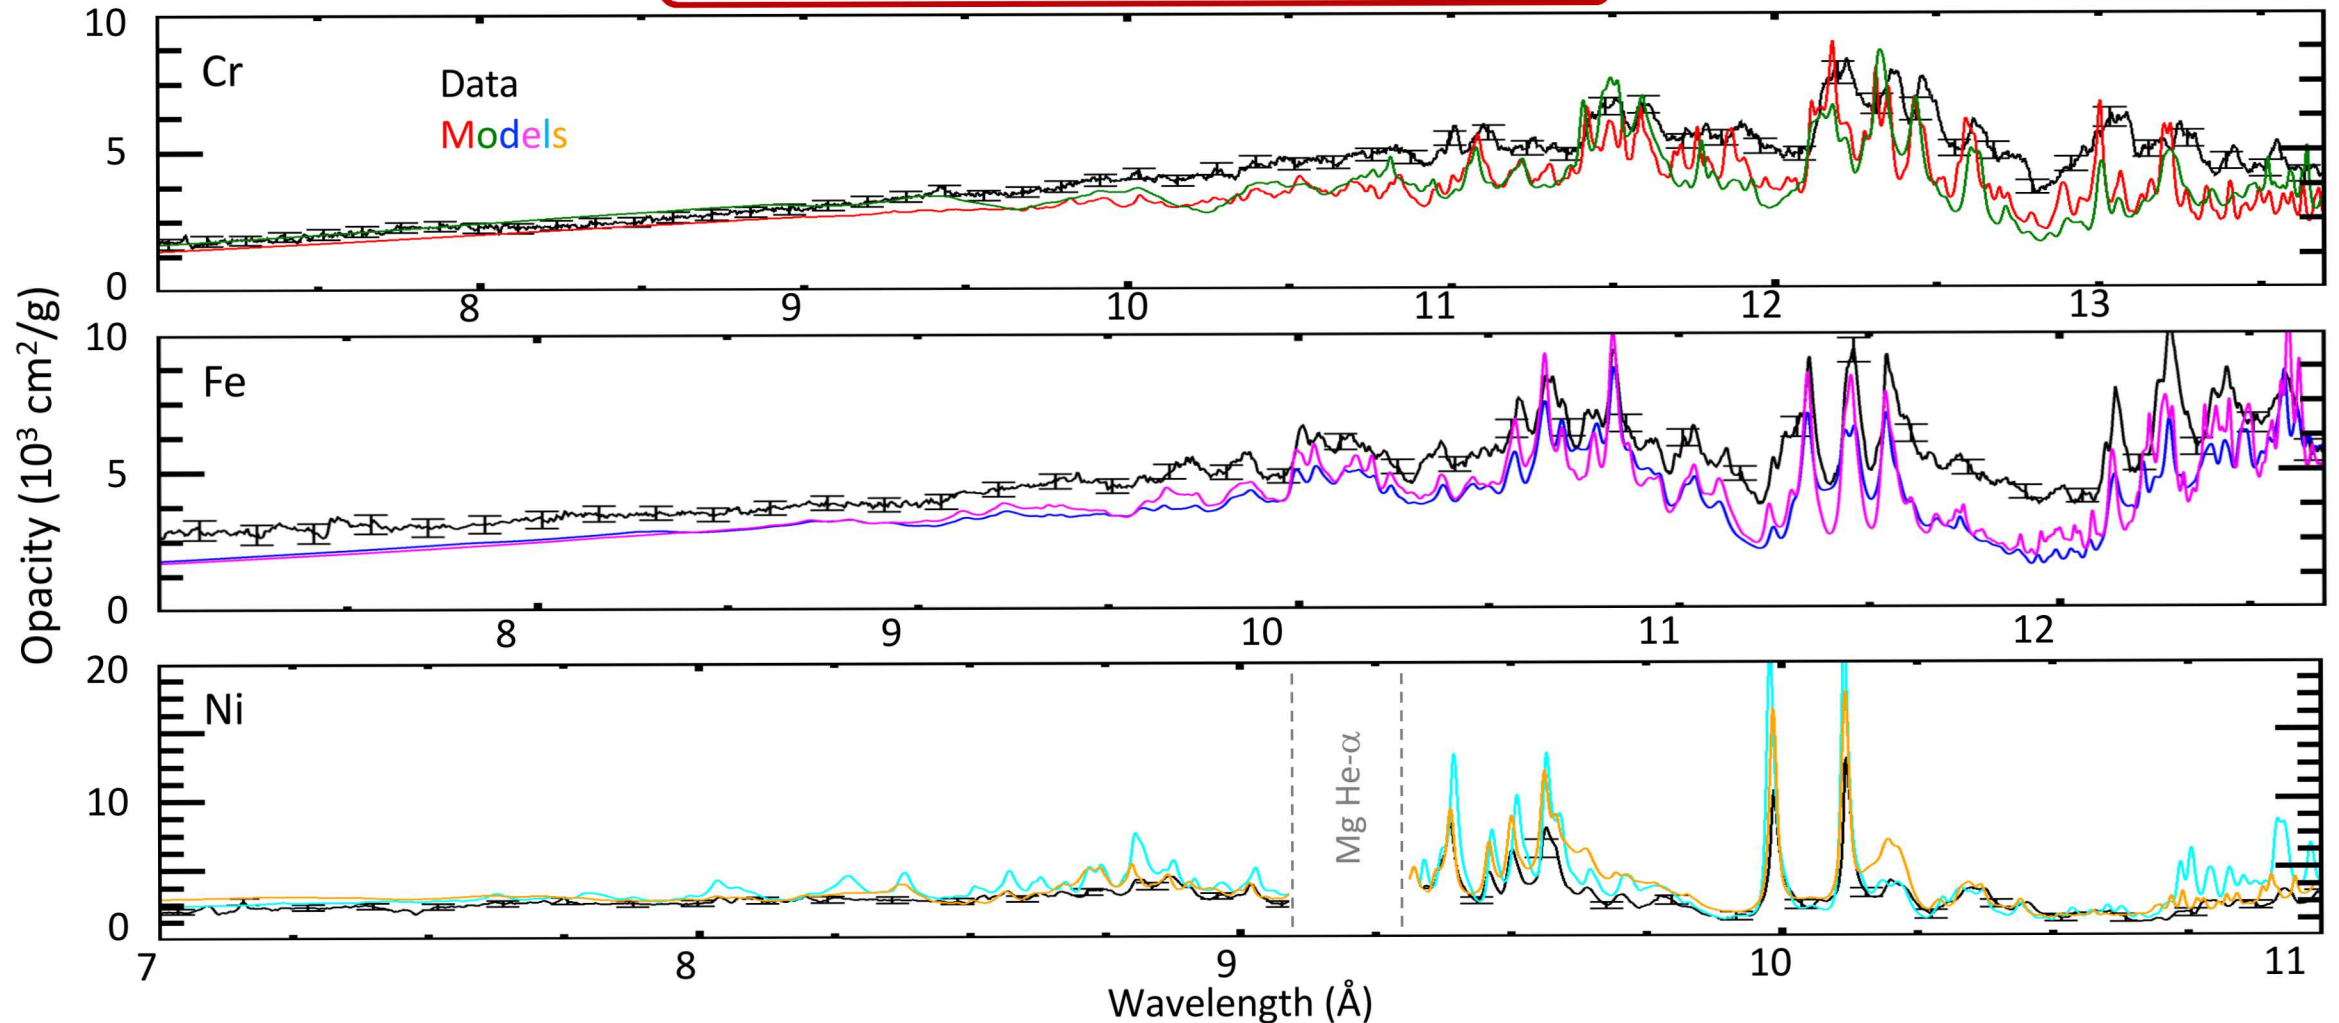 10
Cr
Data
Models
5
0
8 9 10 11 12 13
10
Fe
5
0
8 9 10 11 12
Opacity (10³ cm²/g)
20
Ni
10
0
Mg He-α
7 8 9 10 11
Wavelength (Å)